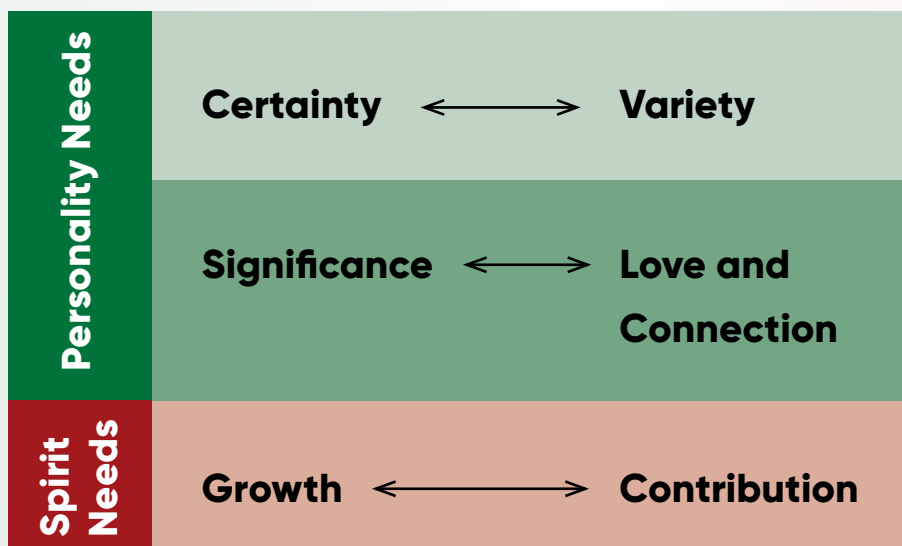 Personality Needs
Certainty Variety
Significance Love and
Connection
Spirit
Needs
Growth Contribution